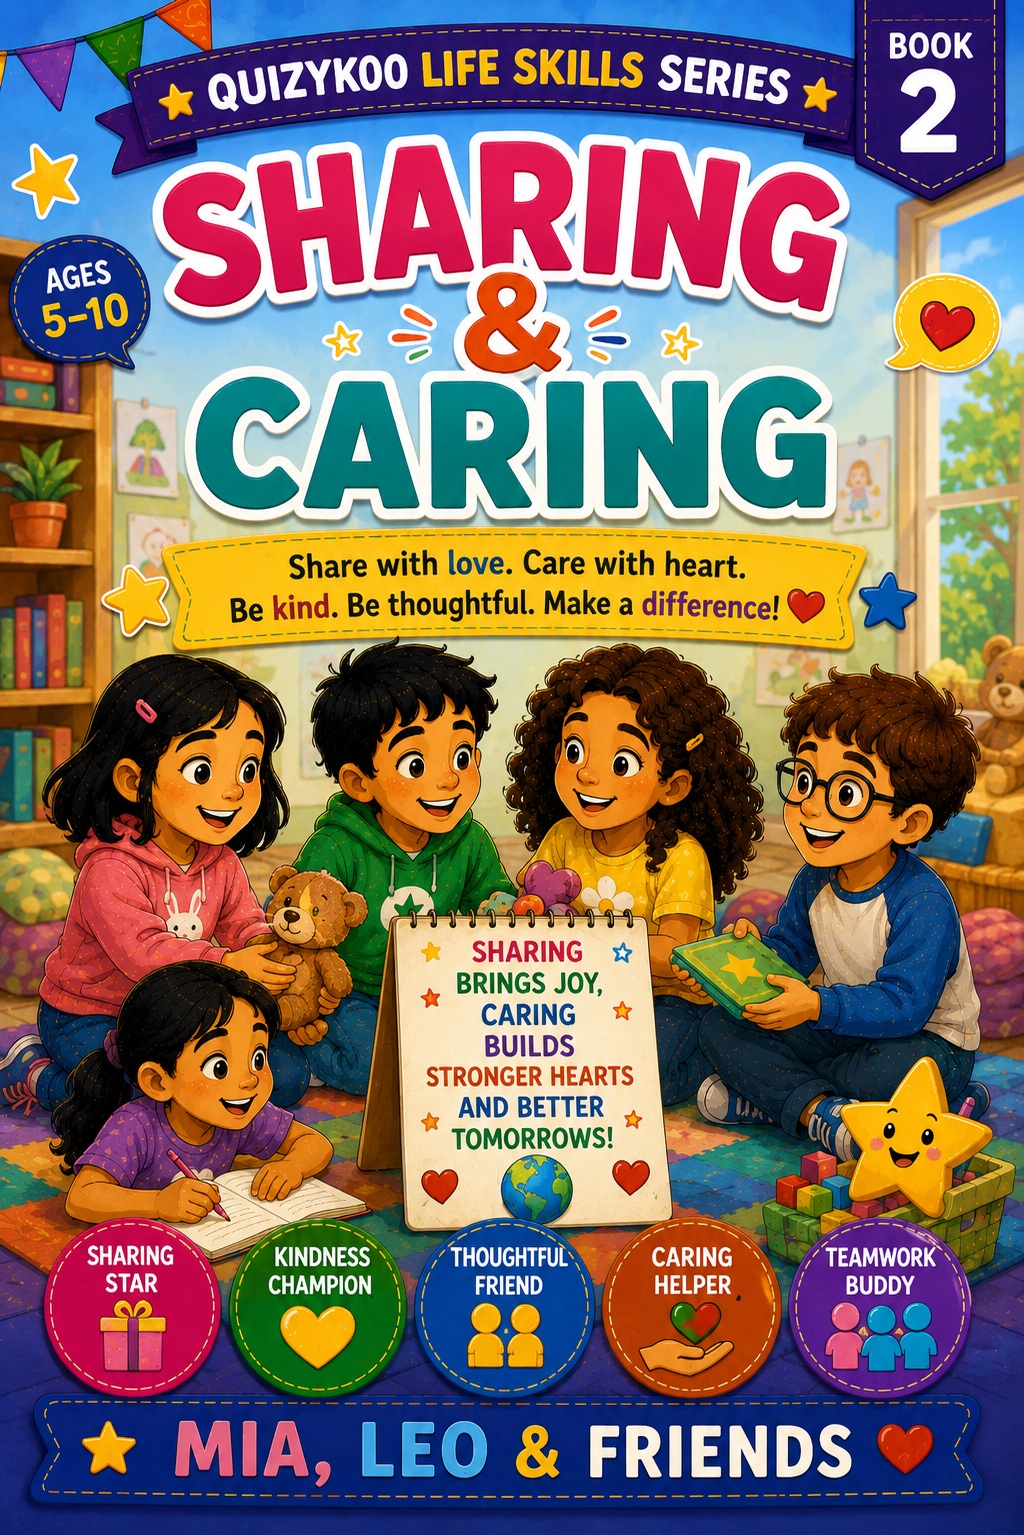 QUIZYKOO LIFE SKILLS SERIES
BOOK
2
SHARING
&
CARING
AGES
5–10
Share with love. Care with heart.
Be kind. Be thoughtful. Make a difference!
SHARING
BRINGS JOY,
CARING
BUILDS
STRONGER HEARTS
AND BETTER
TOMORROWS!
SHARING
STAR
KINDNESS
CHAMPION
THOUGHTFUL
FRIEND
CARING
HELPER
TEAMWORK
BUDDY
MIA, LEO & FRIENDS